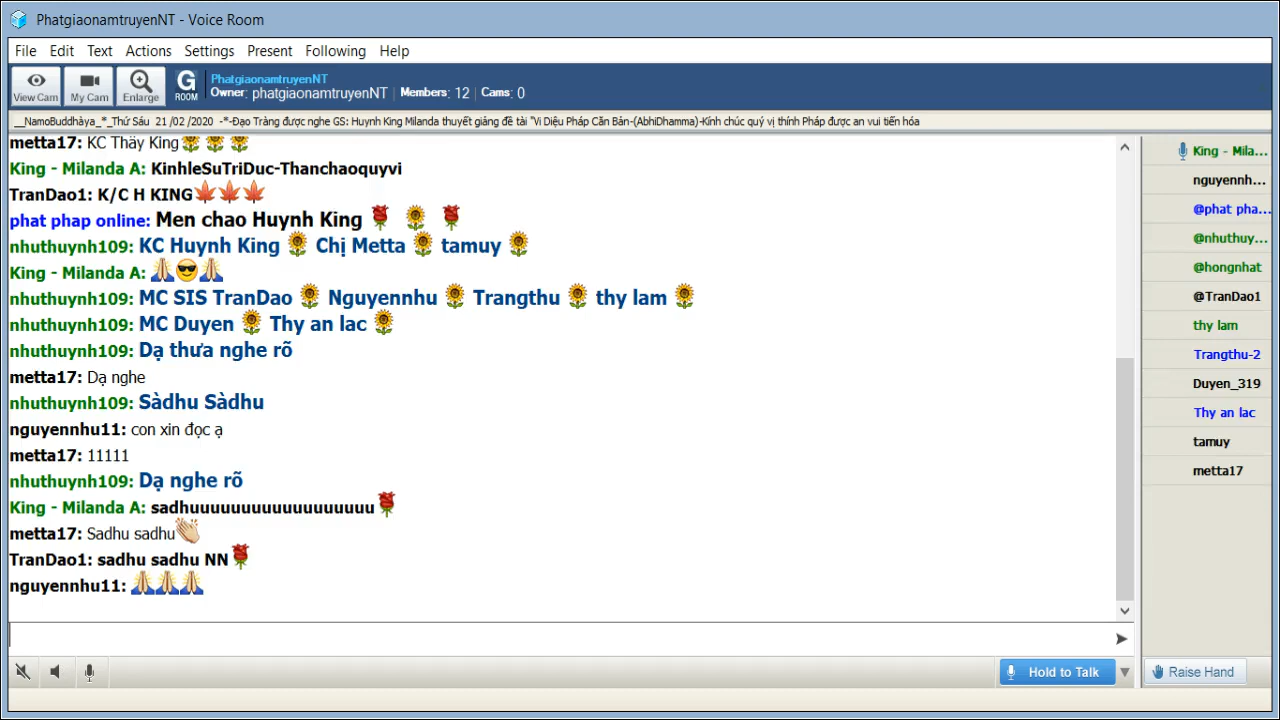 PhatgiaonamtruyenNT - Voice Room
File Edit Text Actions Settings Present Following Help
View Cam My Cam Enlarge G ROOM PhatgiaonamtruyenNT
Owner: phatgiaonamtruyenNT Members: 12 Cams: 0
__NamoBuddhàya_*_Thứ Sáu 21 /02 /2020 -*-Đạo Tràng được nghe GS: Huynh King Milanda thuyết giảng đề tài "Vi Diệu Pháp Căn Bản-(AbhiDhamma)-Kính chúc quý vị thính Pháp được an vui tiến hóa
metta17: KC Thäy King
King - Milanda A: KinhleSuTriDuc-Thanchaoquyvi
TranDao1: K/C H KING
phat phap online: Men chao Huynh King
nhuthuynh109: KC Huynh King Chị Metta tamuy
King - Milanda A:
nhuthuynh109: MC SIS TranDao Nguyennhu Trangthu thy lam
nhuthuynh109: MC Duyen Thy an lac
nhuthuynh109: Dạ thưa nghe rõ
metta17: Dạ nghe
nhuthuynh109: Sàdhu Sàdhu
nguyennhu11: con xin đọc ạ
metta17: 11111
nhuthuynh109: Dạ nghe rõ
King - Milanda A: sadhuuuuuuuuuuuuuuuuuu
metta17: Sadhu sadhu
TranDao1: sadhu sadhu NN
nguyennhu11:
King - Mila...
nguyennh...
@phat pha...
@nhuthuy...
@hongnhat
@TranDao1
thy lam
Trangthu-2
Duyen_319
Thy an lac
tamuy
metta17
Hold to Talk
Raise Hand